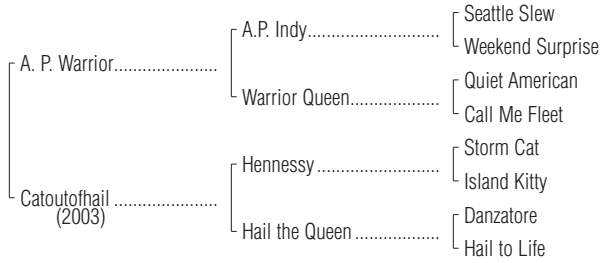 Seattle Slew
A.P. Indy......................
Weekend Surprise
A. P. Warrior.....................
Quiet American
Warrior Queen..................
Call Me Fleet
Storm Cat
Hennessy .........................
Island Kitty
Catoutofhail .....................
(2003)
Danzatore
Hail the Queen .................
Hail to Life